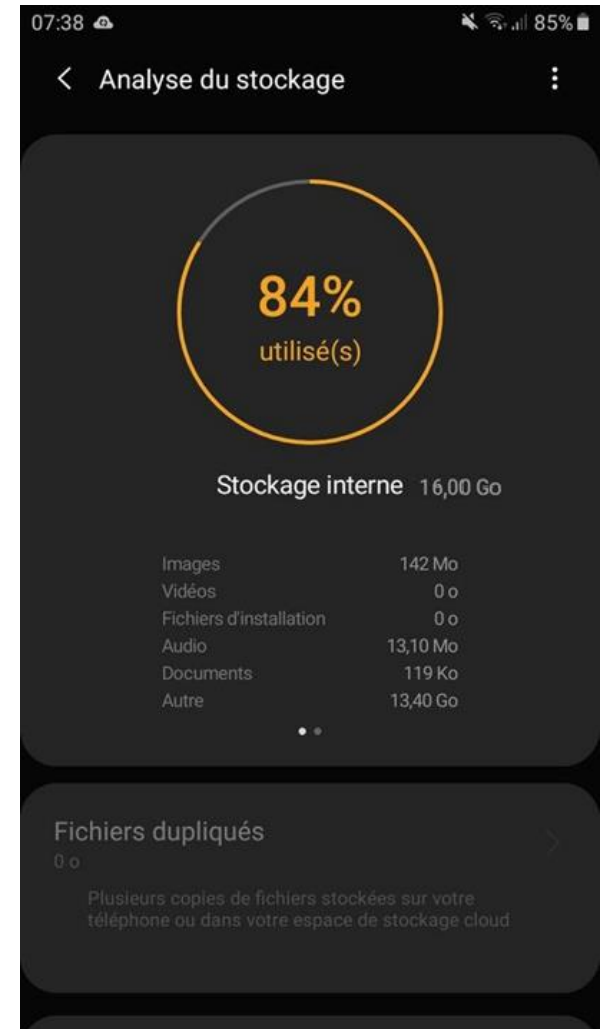 07:38 85%
Analyse du stockage
84%
utilisé(s)
Stockage interne 16,00 Go
Images 142 Mo
Vidéos 0 o
Fichiers d'installation 0 o
Audio 13,10 Mo
Documents 119 Ko
Autre 13,40 Go
Fichiers dupliqués
0 o
Plusieurs copies de fichiers stockées sur votre
téléphone ou dans votre espace de stockage cloud